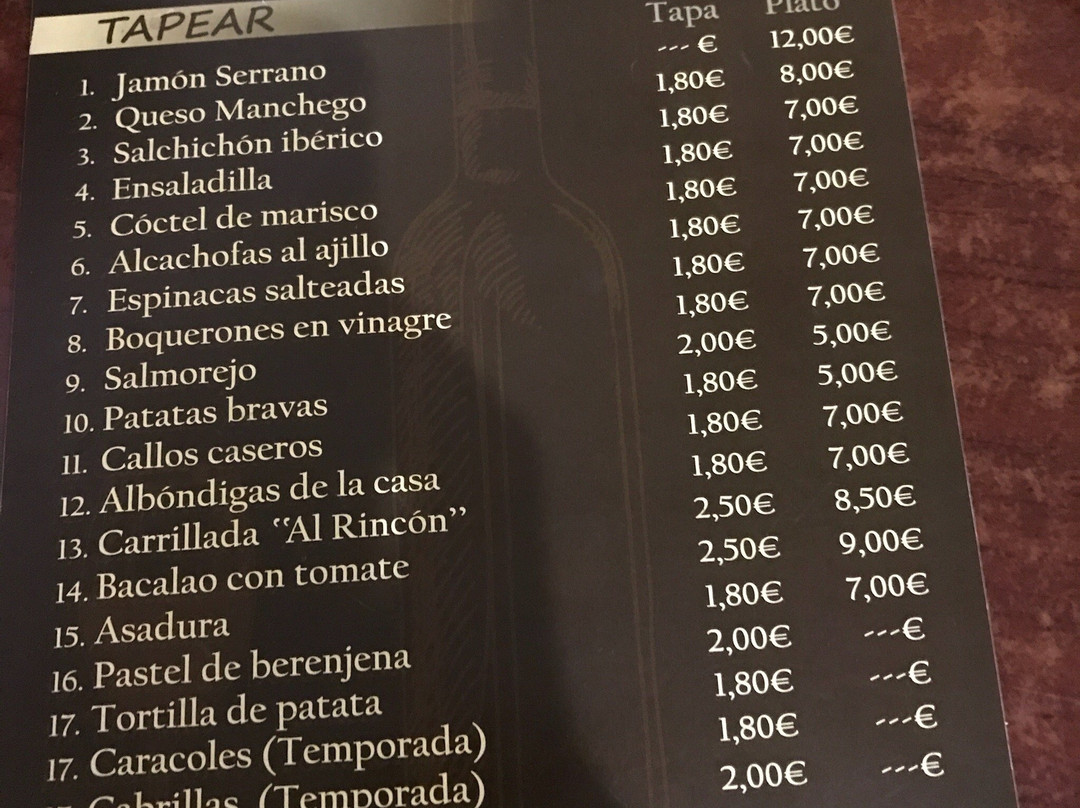 TAPEAR Tapa Plato
1. Jamón Serrano --- € 12,00€
2. Queso Manchego 1,80€ 8,00€
3. Salchichón ibérico 1,80€ 7,00€
4. Ensaladilla 1,80€ 7,00€
5. Cóctel de marisco 1,80€ 7,00€
6. Alcachofas al ajillo 1,80€ 7,00€
7. Espinacas salteadas 1,80€ 7,00€
8. Boquerones en vinagre 1,80€ 7,00€
9. Salmorejo 2,00€ 5,00€
10. Patatas bravas 1,80€ 5,00€
11. Callos caseros 1,80€ 7,00€
12. Albóndigas de la casa 1,80€ 7,00€
13. Carrillada “Al Rincón” 2,50€ 8,50€
14. Bacalao con tomate 2,50€ 9,00€
15. Asadura 1,80€ 7,00€
16. Pastel de berenjena 2,00€ ---€
17. Tortilla de patata 1,80€ ---€
17. Caracoles (Temporada) 1,80€ ---€
Cabrillas (Temporada) 2,00€ ---€